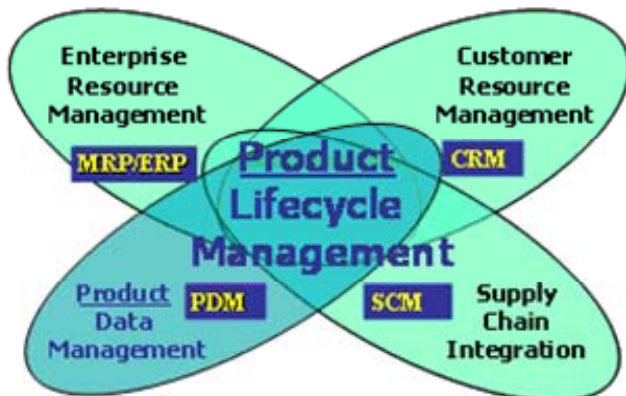 Enterprise
Resource
Management
MRP/ERP
Customer
Resource
Management
CRM
Product
Lifecycle
Management
Product
Data
Management
PDM
SCM
Supply
Chain
Integration